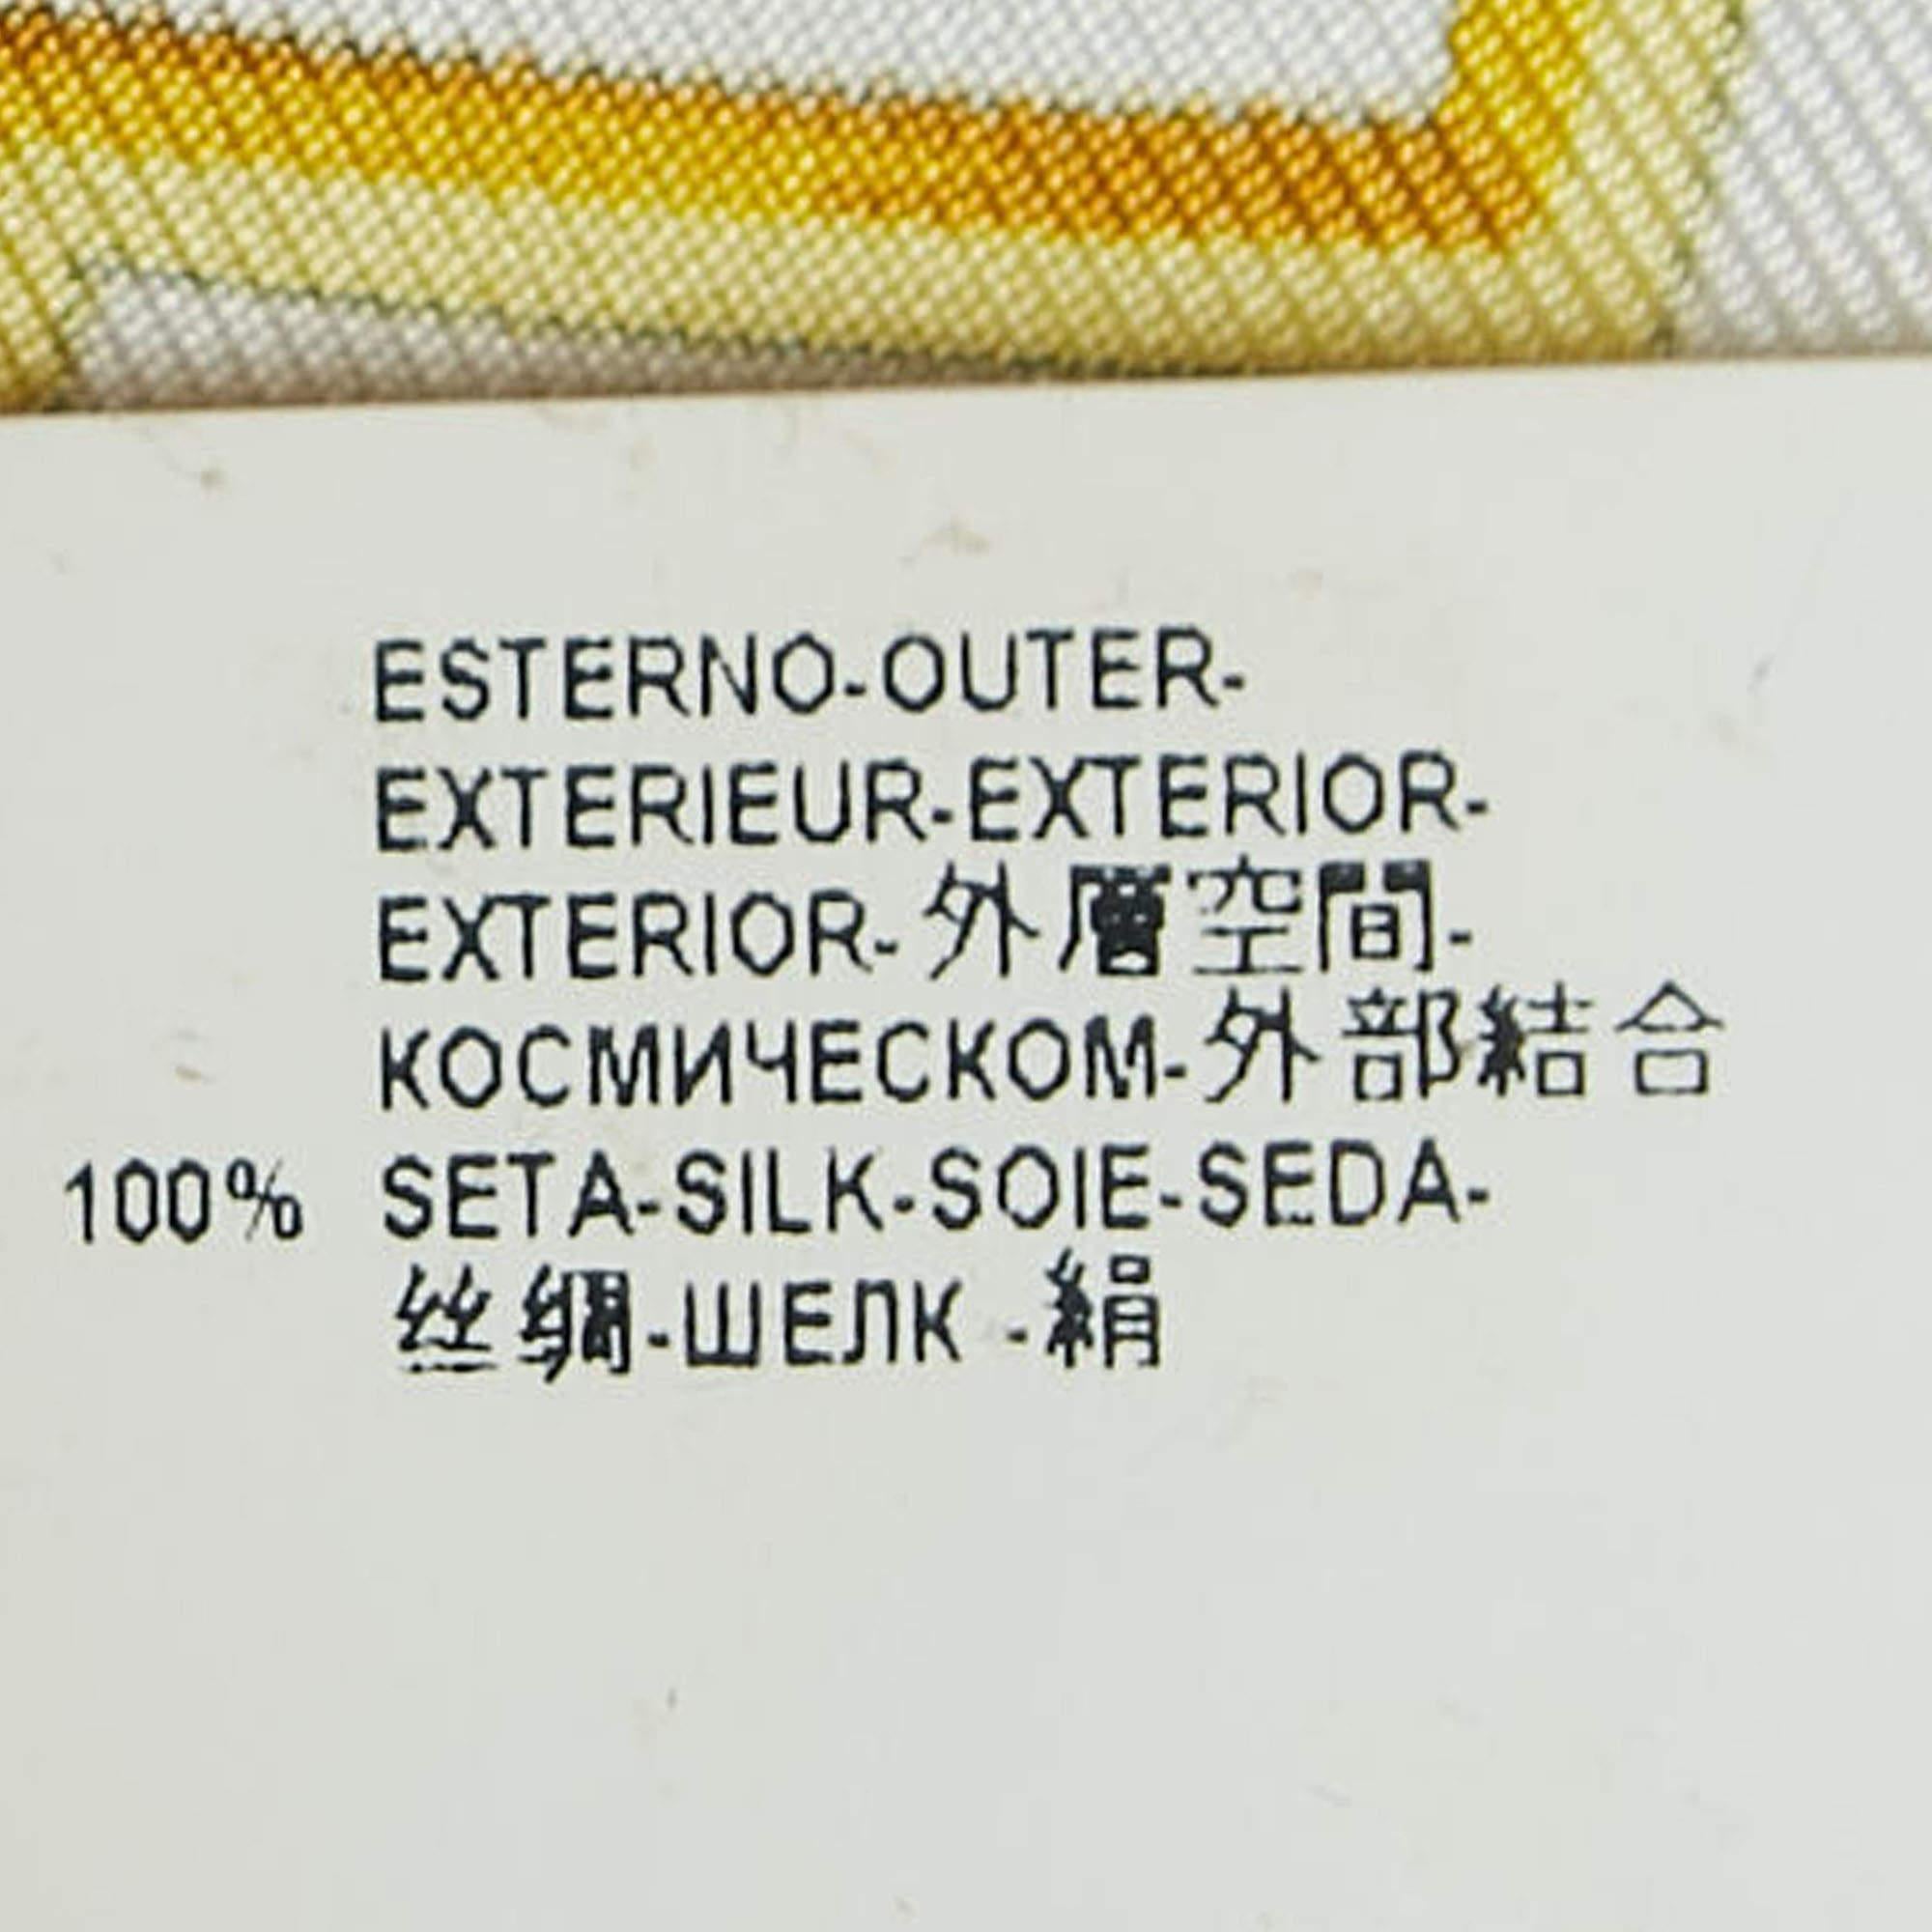 ESTERNO-OUTER-
EXTERIEUR-EXTERIOR-
EXTERIOR-外層空間-
КОСМИЧЕСКОМ-外部結合
100% SETA-SILK-SOIE-SEDA-
丝绸-ШЕЛК -絹